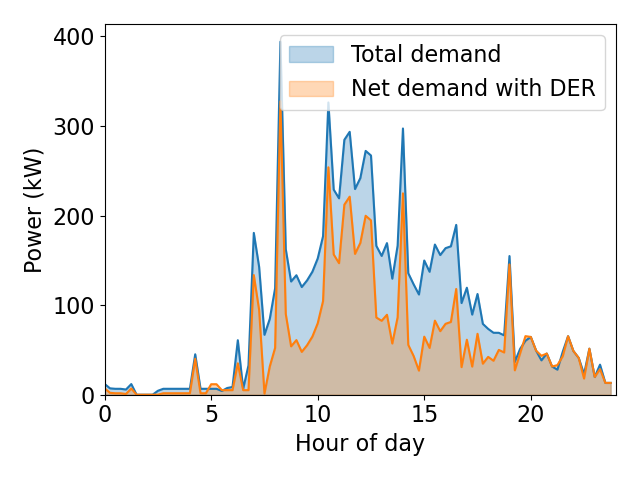 Total demand
Net demand with DER
Power (kW)
400
300
200
100
0
0 5 10 15 20
Hour of day